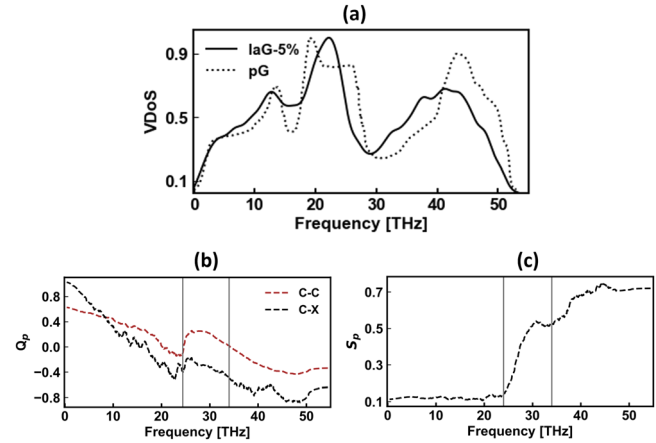 (a)
0.9
0.5
0.1
VDoS
IaG-5%
pG
0 10 20 30 40 50
Frequency [THz]
(b)
0.8
0.4
0.0
−0.4
−0.8
Qp
C-C
C-X
0 10 20 30 40 50
Frequency [THz]
(c)
0.7
0.5
0.3
0.1
Sp
0 10 20 30 40 50
Frequency [THz]